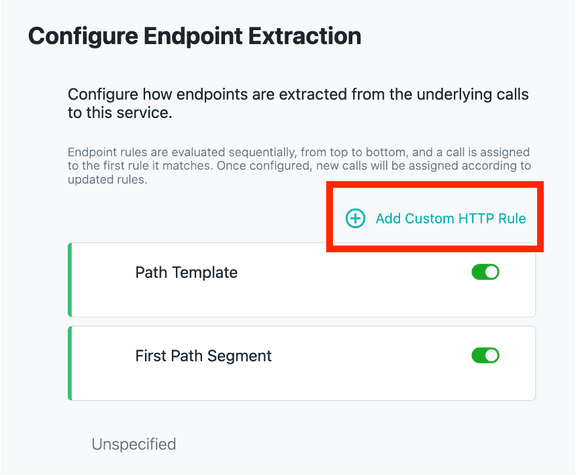 Configure Endpoint Extraction
Configure how endpoints are extracted from the underlying calls
to this service.
Endpoint rules are evaluated sequentially, from top to bottom, and a call is assigned
to the first rule it matches. Once configured, new calls will be assigned according to
updated rules.
Add Custom HTTP Rule
Path Template
First Path Segment
Unspecified